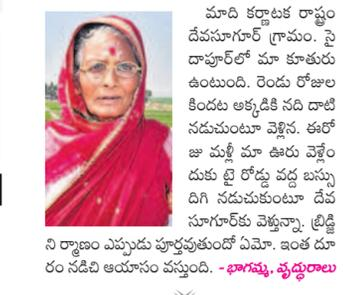 మాది కర్ణాటక రాష్ట్రం
దేవసూగూర్ గ్రామం. సై
దాపూర్‌లో మా కూతురు
ఉంటుంది. రెండు రోజుల
కిందట అక్కడికి నది దాటి
నడుచుంటూ వెళ్లిన. ఈరో
జు మళ్లీ మా ఊరు వెళ్లేం
దుకు టై రోడ్డు వద్ద బస్సు
దిగి నడుచుకుంటూ దేవ
సూగూర్‌కు వెళ్తున్నా. బ్రిడ్జి
ని ర్మాణం ఎప్పుడు పూర్తవుతుందో ఏమో. ఇంత దూ
రం నడిచి ఆయాసం వస్తుంది. - భాగమ్మ, వృద్ధురాలు